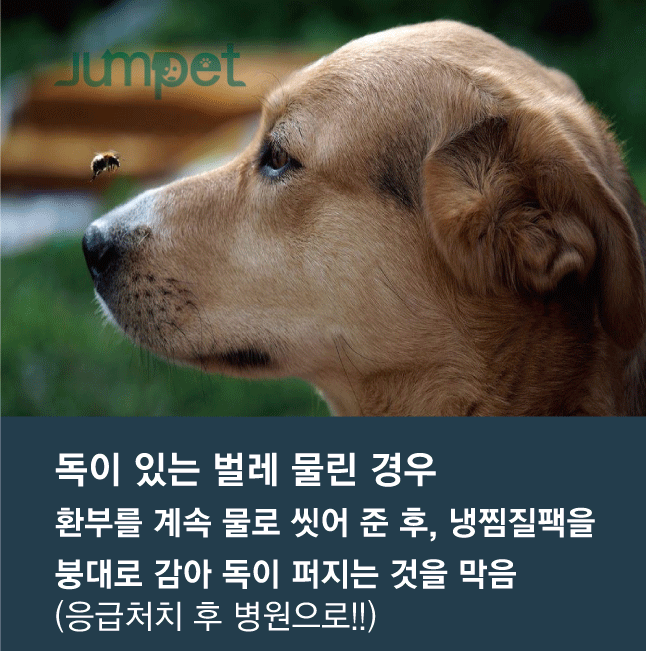 Jumpet
독이 있는 벌레 물린 경우
환부를 계속 물로 씻어 준 후, 냉찜질팩을
붕대로 감아 독이 퍼지는 것을 막음
(응급처치 후 병원으로!!)